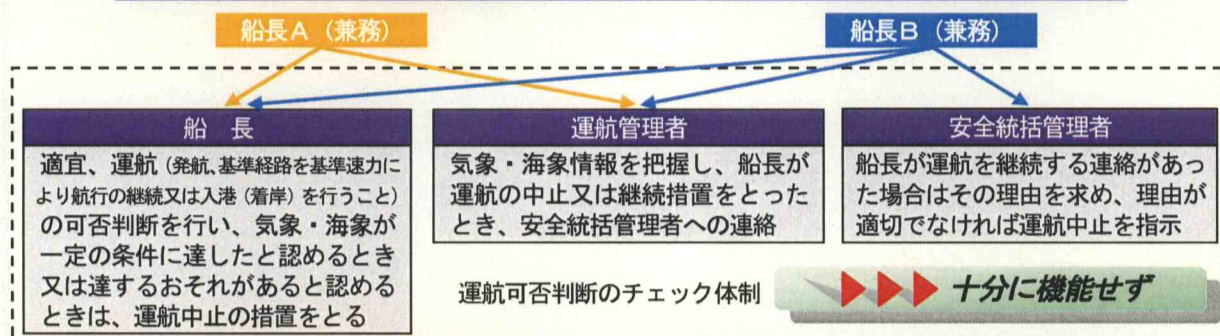 船長A（兼務）
船長B（兼務）
船　長
適宜、運航（発航、基準経路を基準速力に
より航行の継続又は入港（着岸）を行うこと）
の可否判断を行い、気象・海象が
一定の条件に達したと認めるとき
又は達するおそれがあると認める
ときは、運航中止の措置をとる
運航管理者
気象・海象情報を把握し、船長が
運航の中止又は継続措置をとった
とき、安全統括管理者への連絡
安全統括管理者
船長が運航を継続する連絡があっ
た場合はその理由を求め、理由が
適切でなければ運航中止を指示
運航可否判断のチェック体制
十分に機能せず